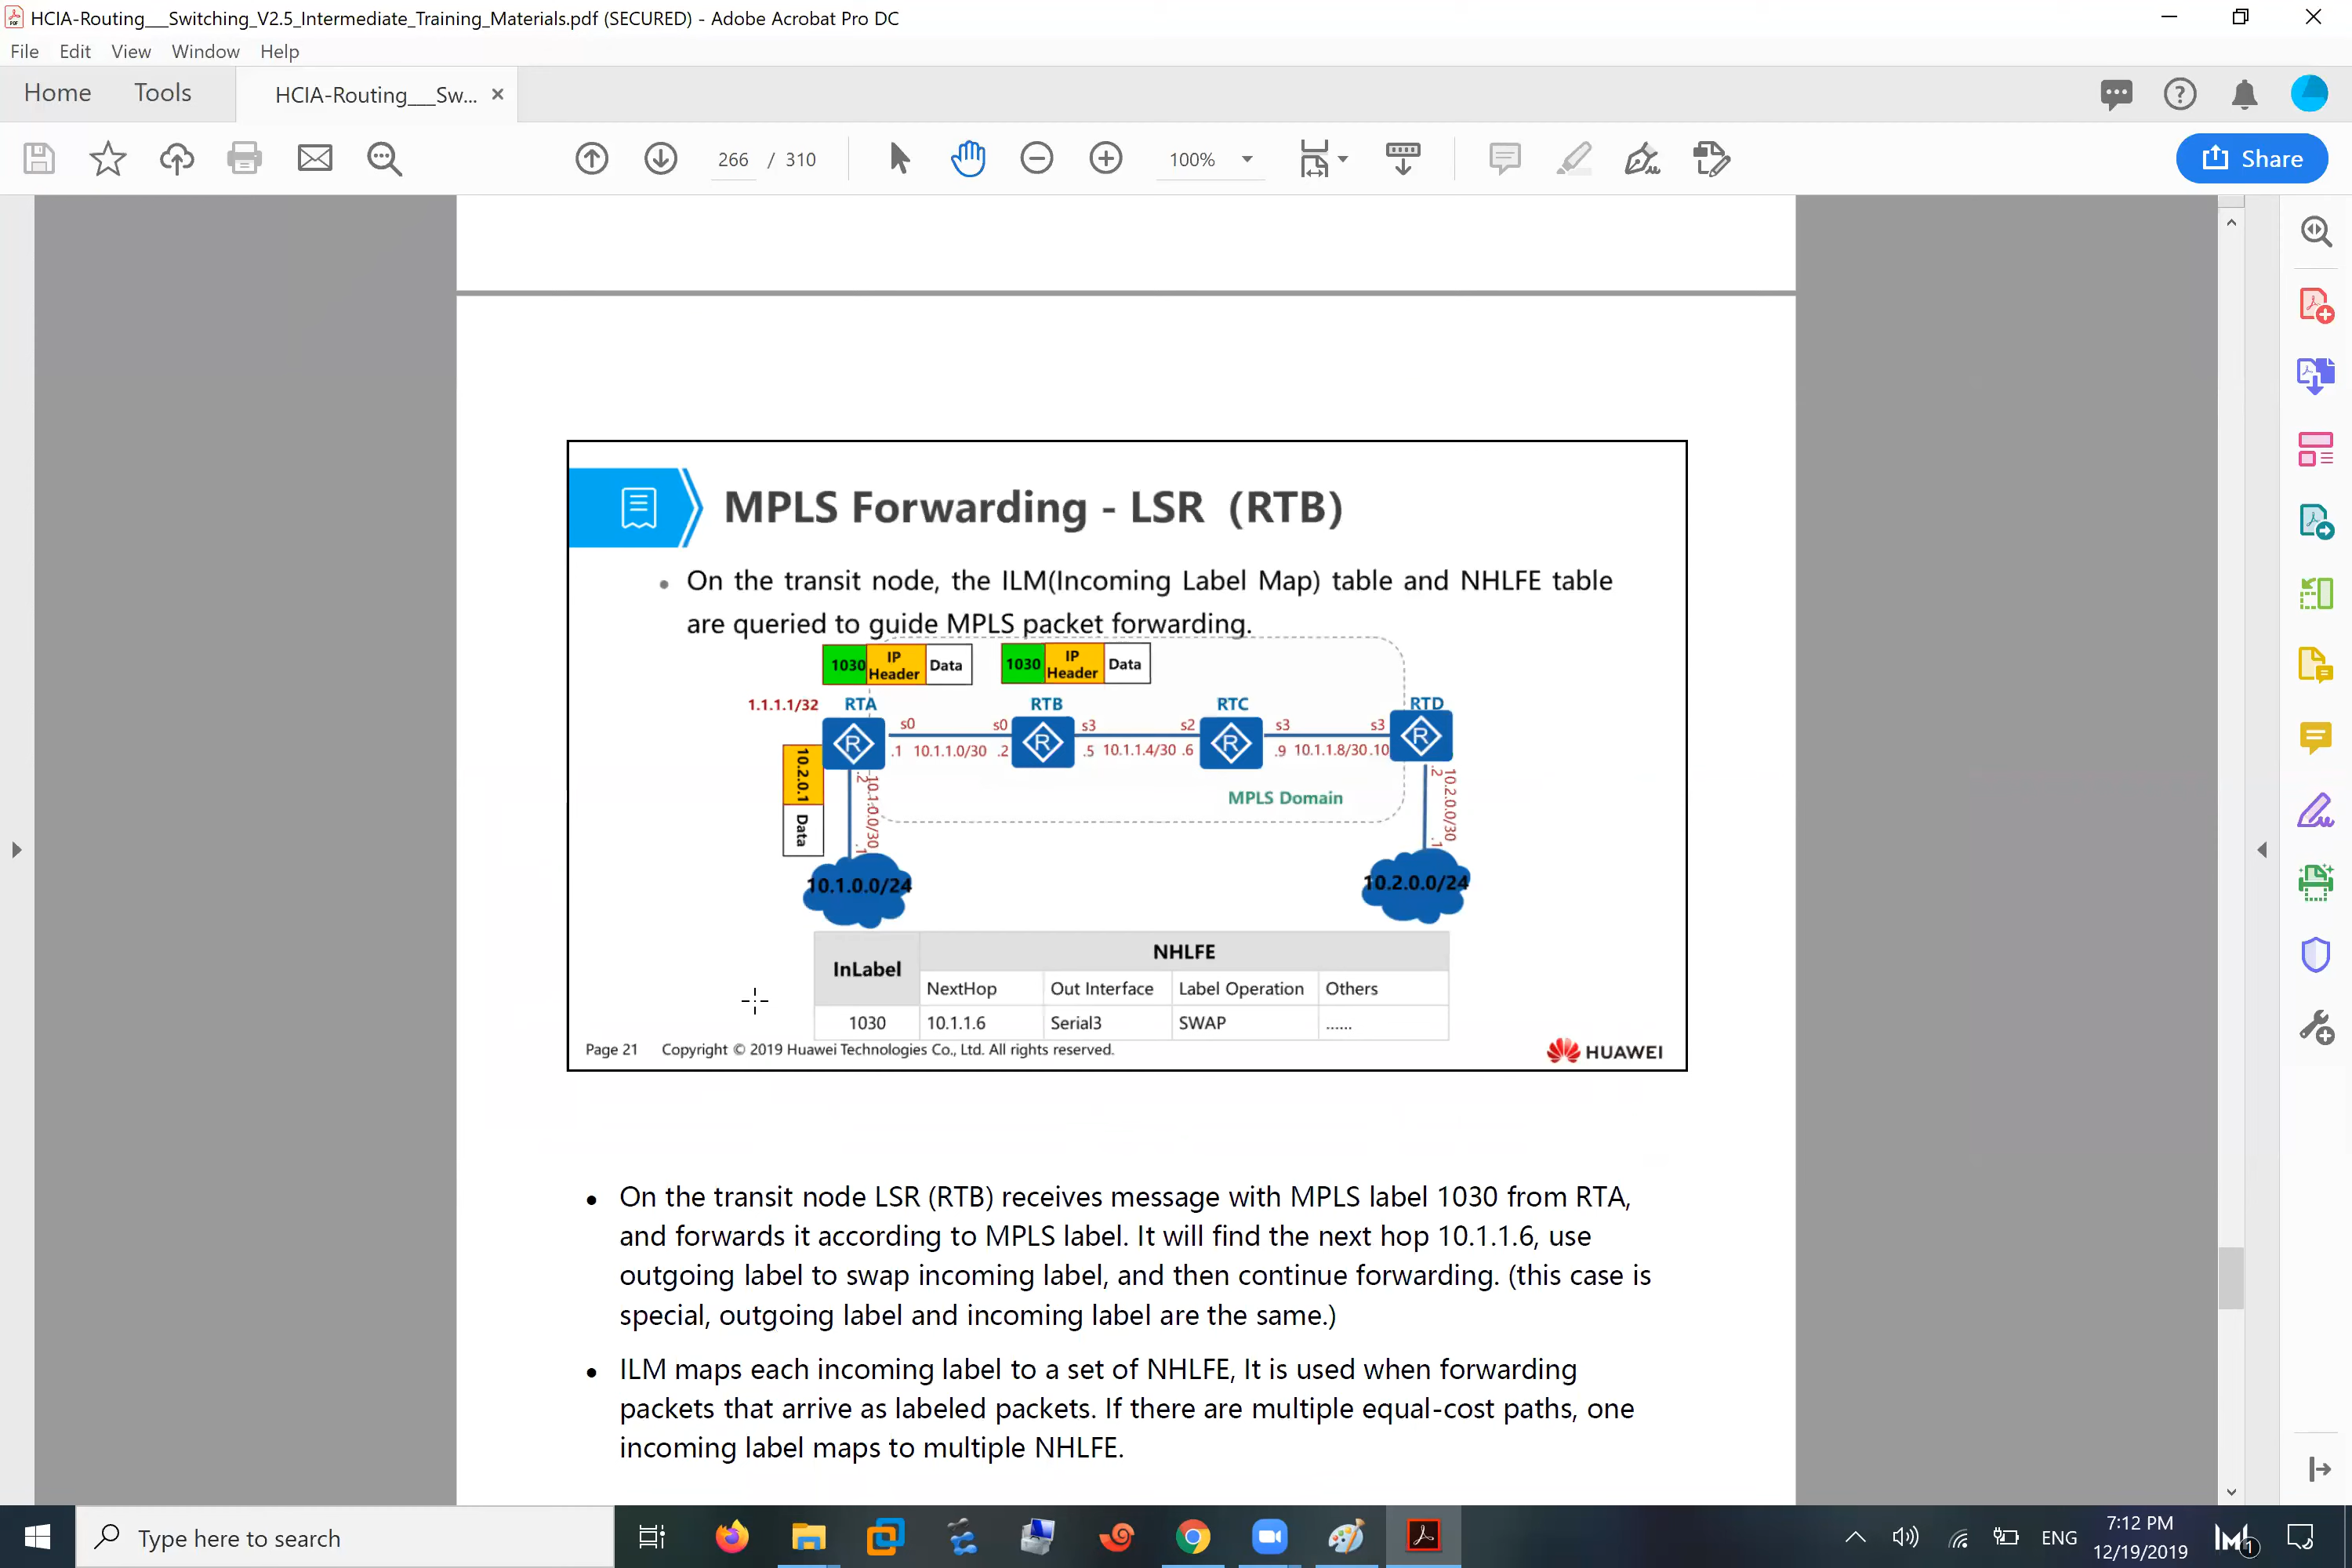 HCIA-Routing___Switching_V2.5_Intermediate_Training_Materials.pdf (SECURED) - Adobe Acrobat Pro DC
File Edit View Window Help
Home Tools HCIA-Routing___Sw... ×
266 / 310 100% Share
MPLS Forwarding - LSR (RTB)
• On the transit node, the ILM(Incoming Label Map) table and NHLFE table
are queried to guide MPLS packet forwarding.
1030 IP Header Data 1030 IP Header Data
1.1.1.1/32 RTA RTB RTC RTD
s0 s0 s3 s2 s3 s3
.1 10.1.1.0/30 .2 .5 10.1.1.4/30 .6 .9 10.1.1.8/30 .10
10.2.0.1 Data
.2 10.1.0.0/30 .1
.2 10.2.0.0/30 .1
MPLS Domain
10.1.0.0/24 10.2.0.0/24
InLabel NHLFE
NextHop Out Interface Label Operation Others
1030 10.1.1.6 Serial3 SWAP ......
Page 21 Copyright © 2019 Huawei Technologies Co., Ltd. All rights reserved. HUAWEI
• On the transit node LSR (RTB) receives message with MPLS label 1030 from RTA,
and forwards it according to MPLS label. It will find the next hop 10.1.1.6, use
outgoing label to swap incoming label, and then continue forwarding. (this case is
special, outgoing label and incoming label are the same.)
• ILM maps each incoming label to a set of NHLFE, It is used when forwarding
packets that arrive as labeled packets. If there are multiple equal-cost paths, one
incoming label maps to multiple NHLFE.
Type here to search
ENG
7:12 PM
12/19/2019
1